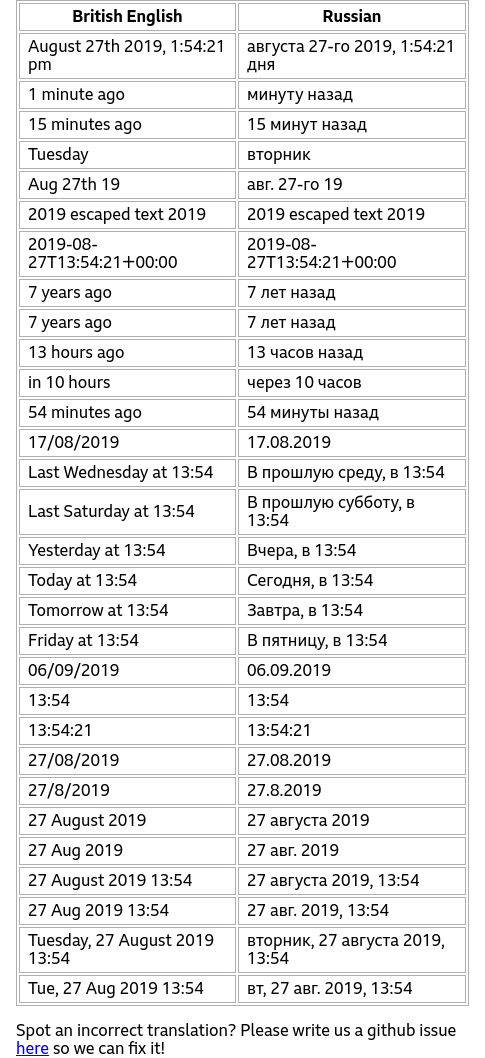 British English Russian
August 27th 2019, 1:54:21 августа 27-го 2019, 1:54:21
pm дня
1 minute ago минуту назад
15 minutes ago 15 минут назад
Tuesday вторник
Aug 27th 19 авг. 27-го 19
2019 escaped text 2019 2019 escaped text 2019
2019-08- 2019-08-
27T13:54:21+00:00 27T13:54:21+00:00
7 years ago 7 лет назад
7 years ago 7 лет назад
13 hours ago 13 часов назад
in 10 hours через 10 часов
54 minutes ago 54 минуты назад
17/08/2019 17.08.2019
Last Wednesday at 13:54 В прошлую среду, в 13:54
Last Saturday at 13:54 В прошлую субботу, в
13:54
Yesterday at 13:54 Вчера, в 13:54
Today at 13:54 Сегодня, в 13:54
Tomorrow at 13:54 Завтра, в 13:54
Friday at 13:54 В пятницу, в 13:54
06/09/2019 06.09.2019
13:54 13:54
13:54:21 13:54:21
27/08/2019 27.08.2019
27/8/2019 27.8.2019
27 August 2019 27 августа 2019
27 Aug 2019 27 авг. 2019
27 August 2019 13:54 27 августа 2019, 13:54
27 Aug 2019 13:54 27 авг. 2019, 13:54
Tuesday, 27 August 2019 вторник, 27 августа 2019,
13:54 13:54
Tue, 27 Aug 2019 13:54 вт, 27 авг. 2019, 13:54
Spot an incorrect translation? Please write us a github issue
here so we can fix it!